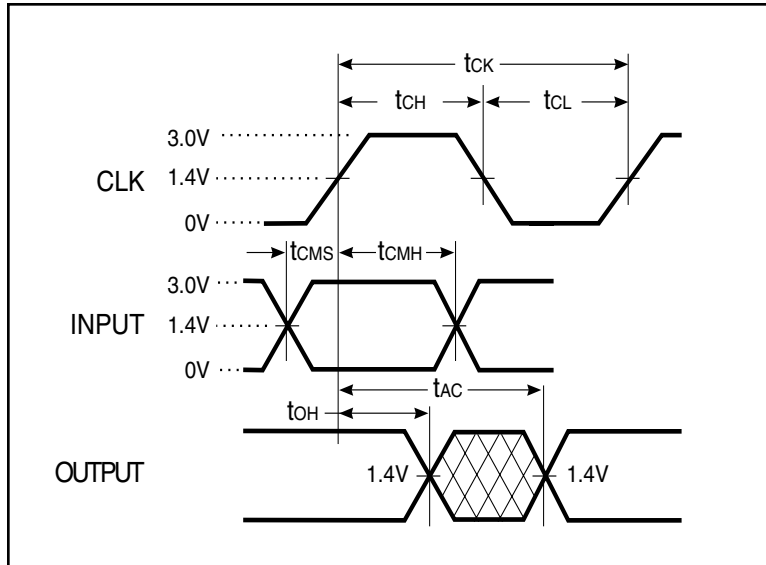 tCK
tCH tCL
3.0V
CLK 1.4V
0V
tCMS tCMH
3.0V
INPUT 1.4V
0V
tAC
tOH
OUTPUT 1.4V 1.4V